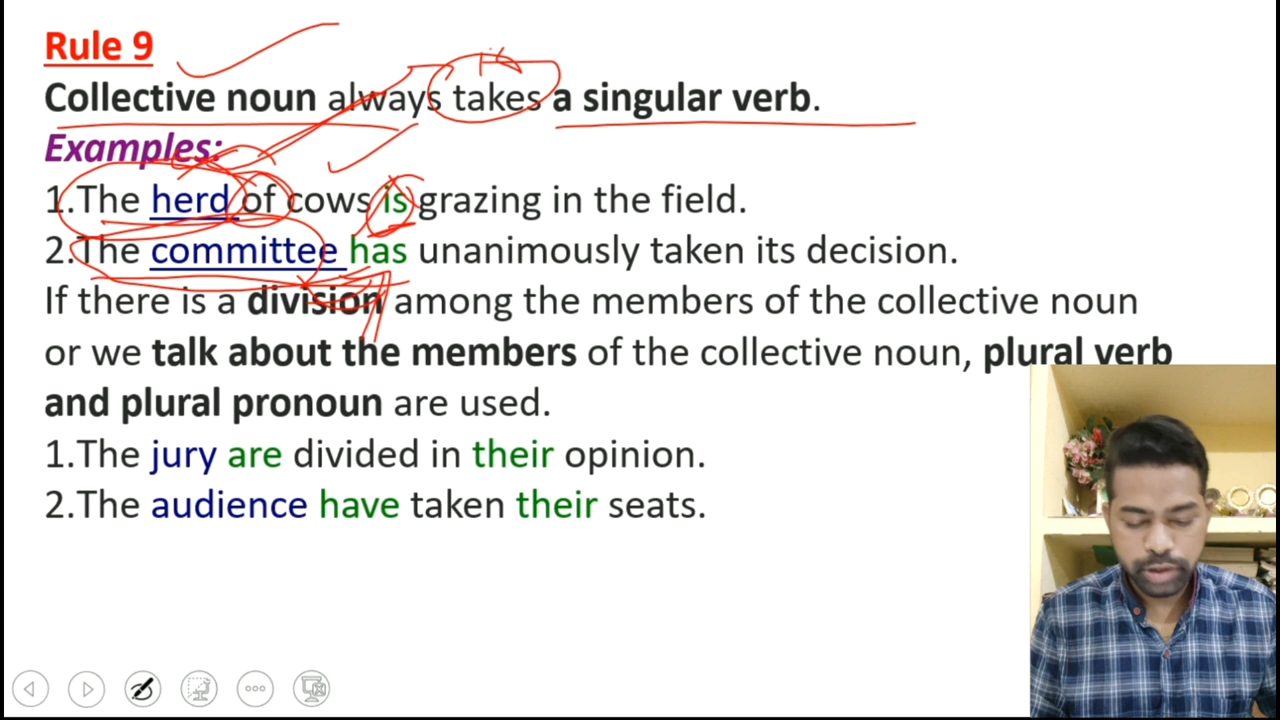 Rule 9
Collective noun always takes a singular verb.
Examples:
1.The herd of cows is grazing in the field.
2.The committee has unanimously taken its decision.
If there is a division among the members of the collective noun
or we talk about the members of the collective noun, plural verb
and plural pronoun are used.
1.The jury are divided in their opinion.
2.The audience have taken their seats.